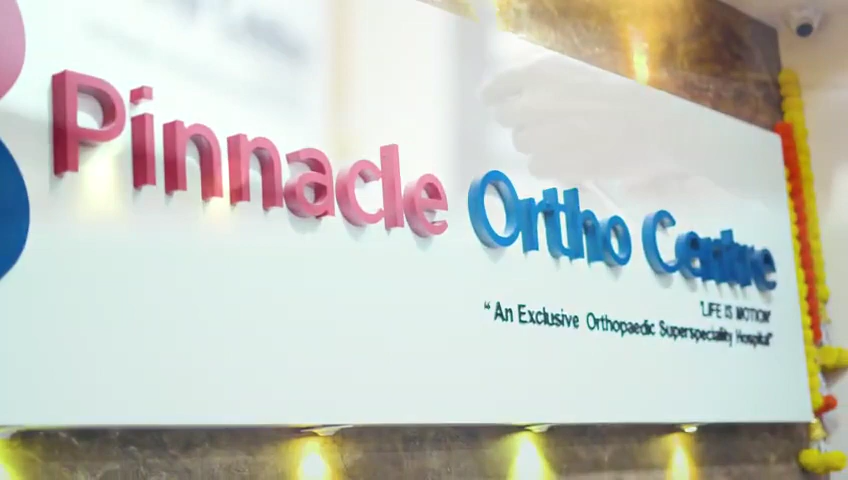 Pinnacle Ortho Centre
'LIFE IS MOTION'
“An Exclusive Orthopaedic Superspeciality Hospital”